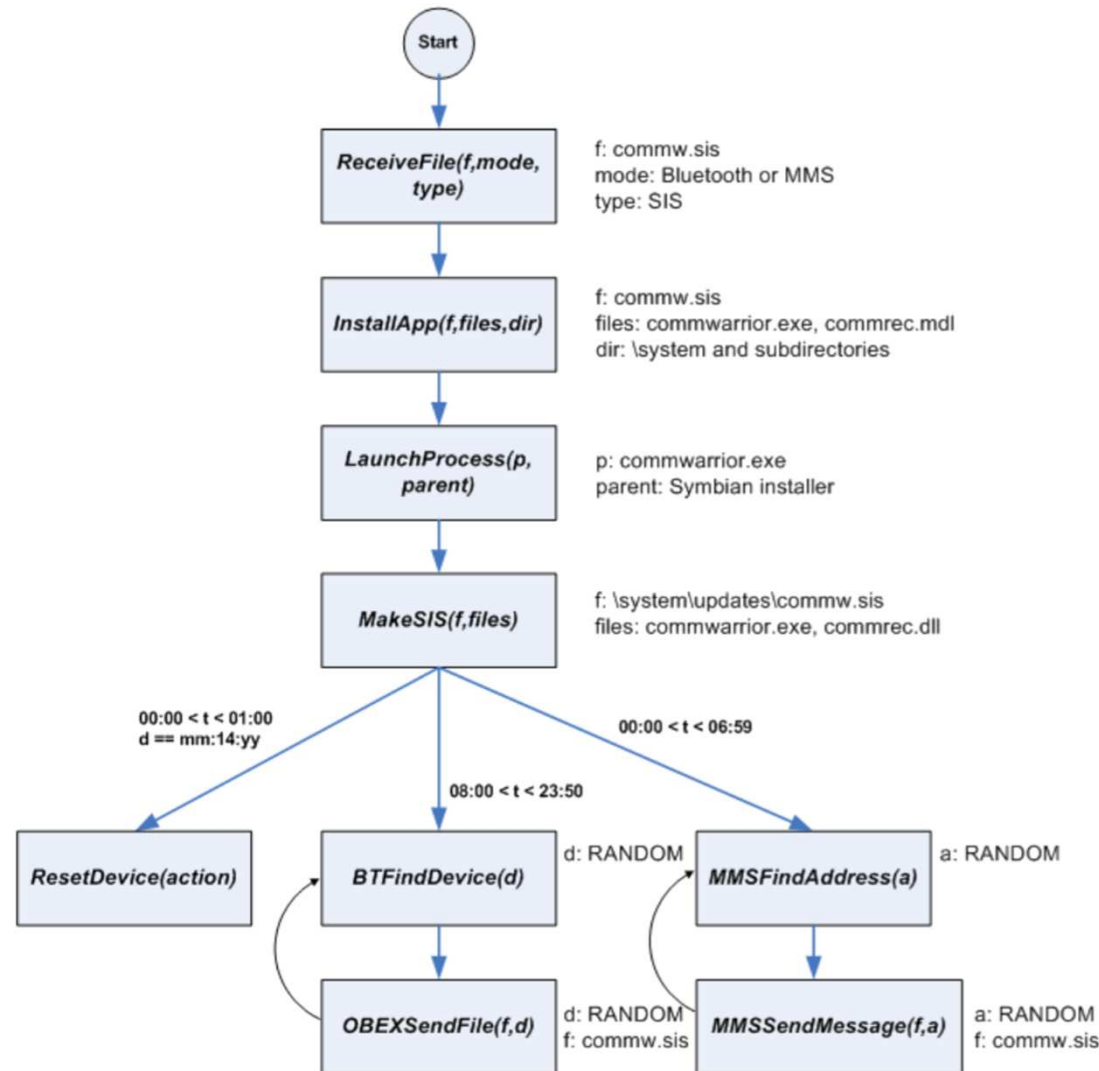 Start
ReceiveFile(f,mode,
type)
f: commw.sis
mode: Bluetooth or MMS
type: SIS
InstallApp(f,files,dir)
f: commw.sis
files: commwarrior.exe, commrec.mdl
dir: \system and subdirectories
LaunchProcess(p,
parent)
p: commwarrior.exe
parent: Symbian installer
MakeSIS(f,files)
f: \system\updates\commw.sis
files: commwarrior.exe, commrec.dll
00:00 < t < 01:00
d == mm:14:yy
08:00 < t < 23:50
00:00 < t < 06:59
ResetDevice(action)
BTFindDevice(d)
d: RANDOM
MMSFindAddress(a)
a: RANDOM
OBEXSendFile(f,d)
d: RANDOM
f: commw.sis
MMSSendMessage(f,a)
a: RANDOM
f: commw.sis